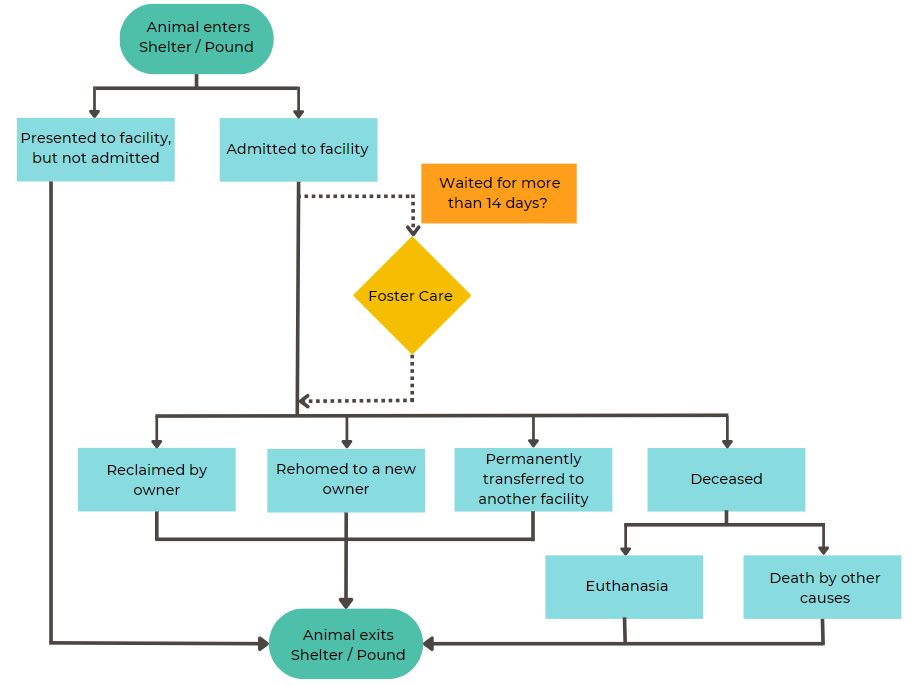 Animal enters
Shelter / Pound
Presented to facility,
but not admitted
Admitted to facility
Waited for more
than 14 days?
Foster Care
Reclaimed by
owner
Rehomed to a new
owner
Permanently
transferred to
another facility
Deceased
Euthanasia
Death by other
causes
Animal exits
Shelter / Pound